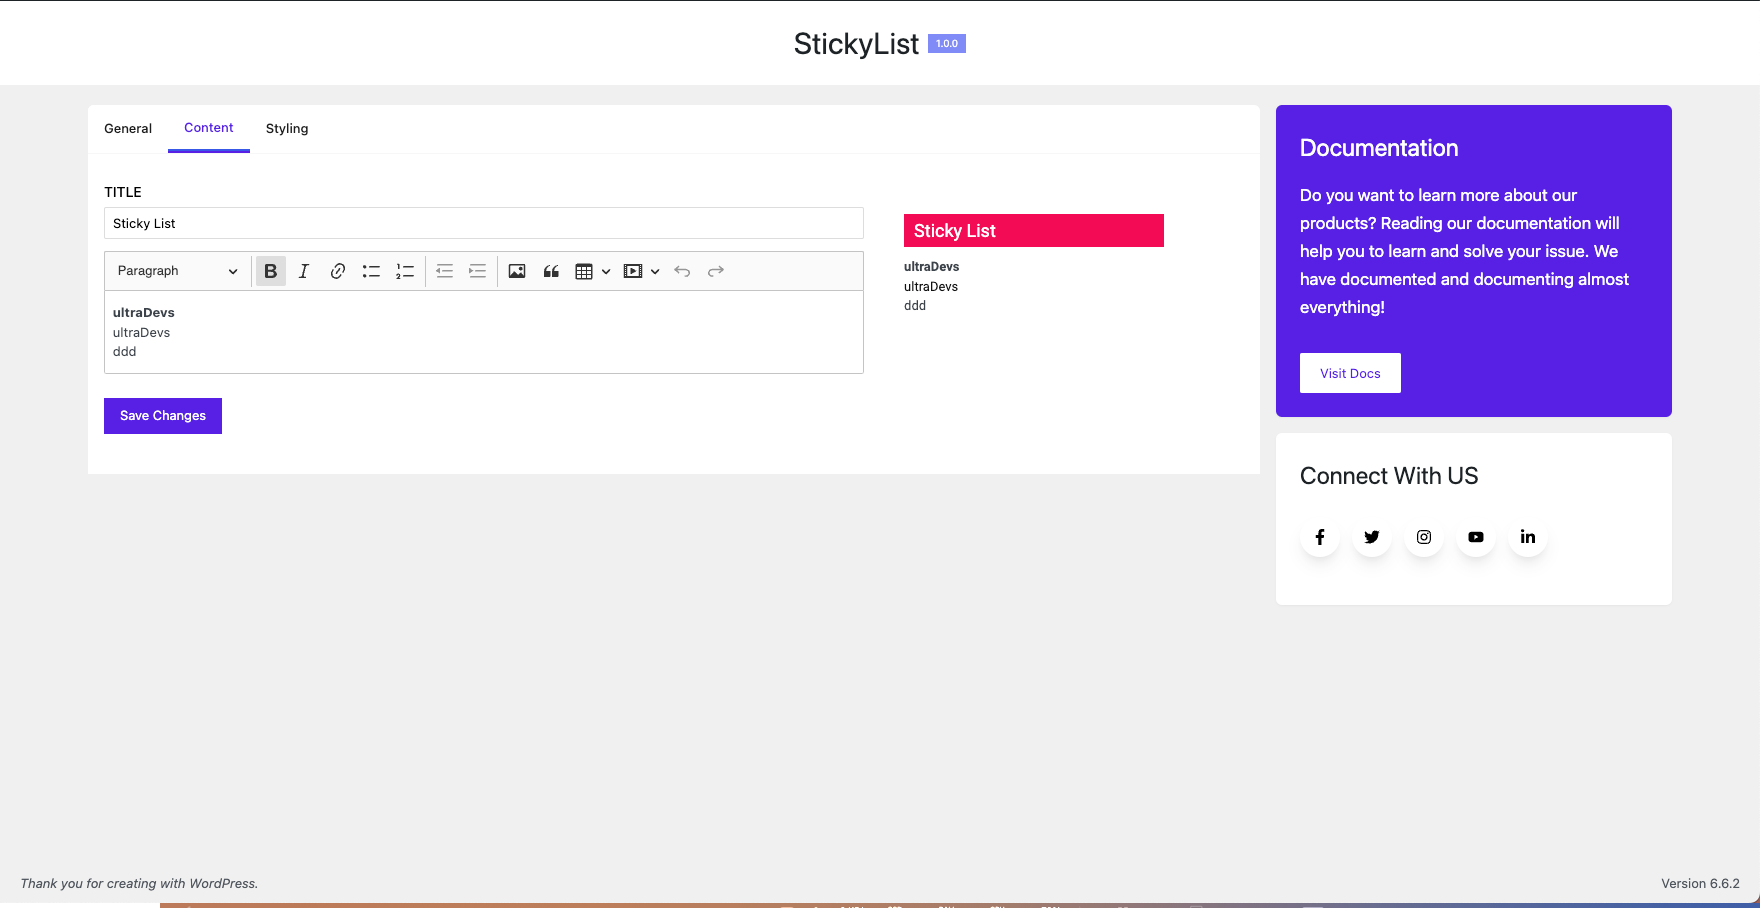 StickyList 1.0.0
General Content Styling
TITLE
Sticky List
Paragraph
ultraDevs
ultraDevs
ddd
Save Changes
Sticky List
ultraDevs
ultraDevs
ddd
Documentation
Do you want to learn more about our
products? Reading our documentation will
help you to learn and solve your issue. We
have documented and documenting almost
everything!
Visit Docs
Connect With US
Thank you for creating with WordPress.
Version 6.6.2